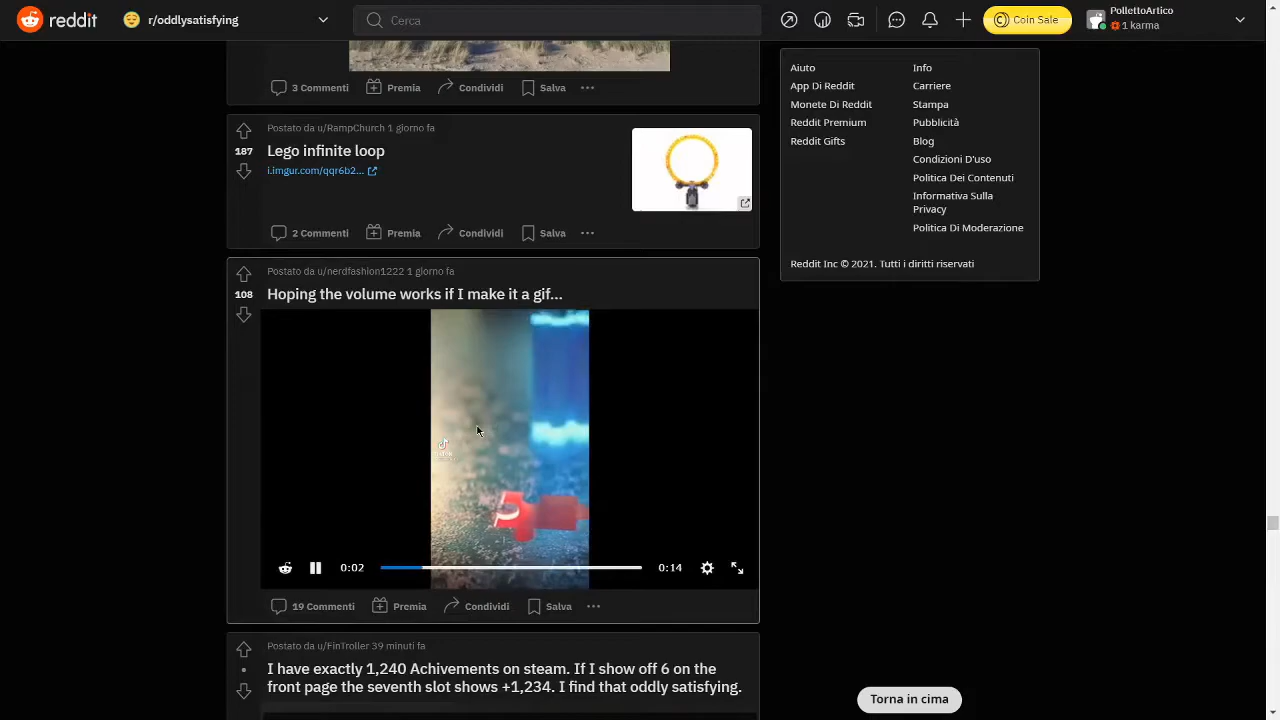 reddit
r/oddlysatisfying
Cerca
Coin Sale
PollettoArtico
1 karma
3 Commenti
Premia
Condividi
Salva
Postato da u/RampChurch 1 giorno fa
187
Lego infinite loop
i.imgur.com/qqr6b2...
2 Commenti
Premia
Condividi
Salva
Postato da u/nerdfashion1222 1 giorno fa
108
Hoping the volume works if I make it a gif...
0:02
0:14
19 Commenti
Premia
Condividi
Salva
Postato da u/FinTroller 39 minuti fa
I have exactly 1,240 Achivements on steam. If I show off 6 on the
front page the seventh slot shows +1,234. I find that oddly satisfying.
Aiuto
App Di Reddit
Monete Di Reddit
Reddit Premium
Reddit Gifts
Info
Carriere
Stampa
Pubblicità
Blog
Condizioni D'uso
Politica Dei Contenuti
Informativa Sulla
Privacy
Politica Di Moderazione
Reddit Inc © 2021. Tutti i diritti riservati
Torna in cima